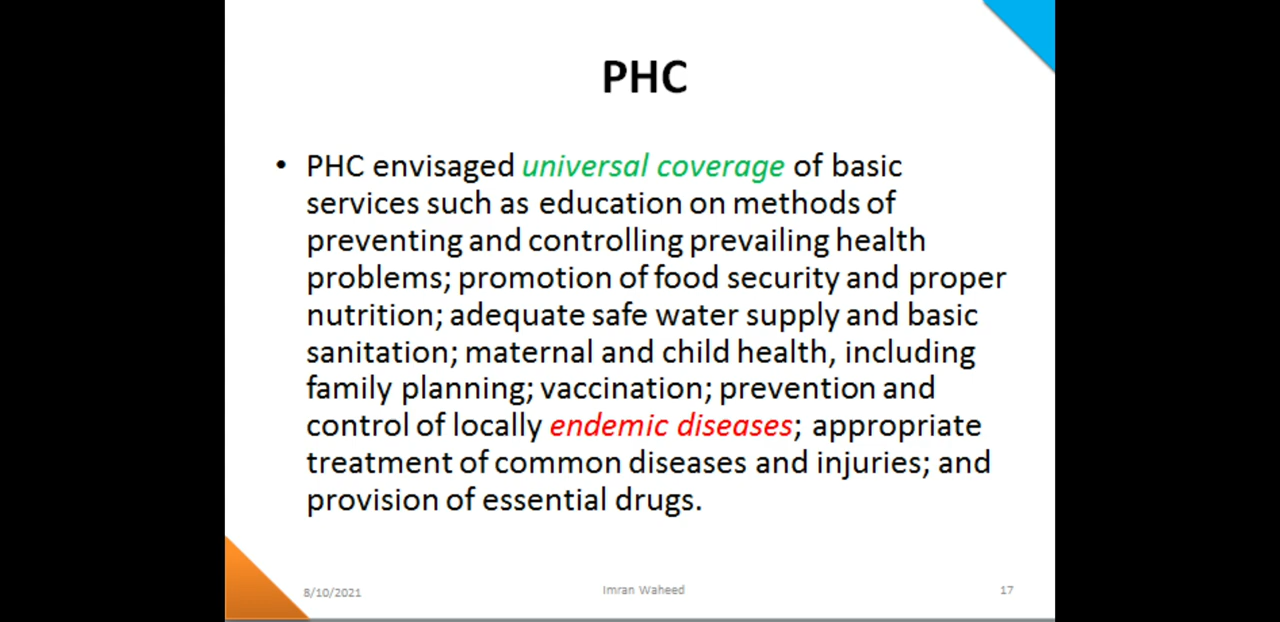 PHC
• PHC envisaged universal coverage of basic
services such as education on methods of
preventing and controlling prevailing health
problems; promotion of food security and proper
nutrition; adequate safe water supply and basic
sanitation; maternal and child health, including
family planning; vaccination; prevention and
control of locally endemic diseases; appropriate
treatment of common diseases and injuries; and
provision of essential drugs.
8/10/2021
Imran Waheed
17